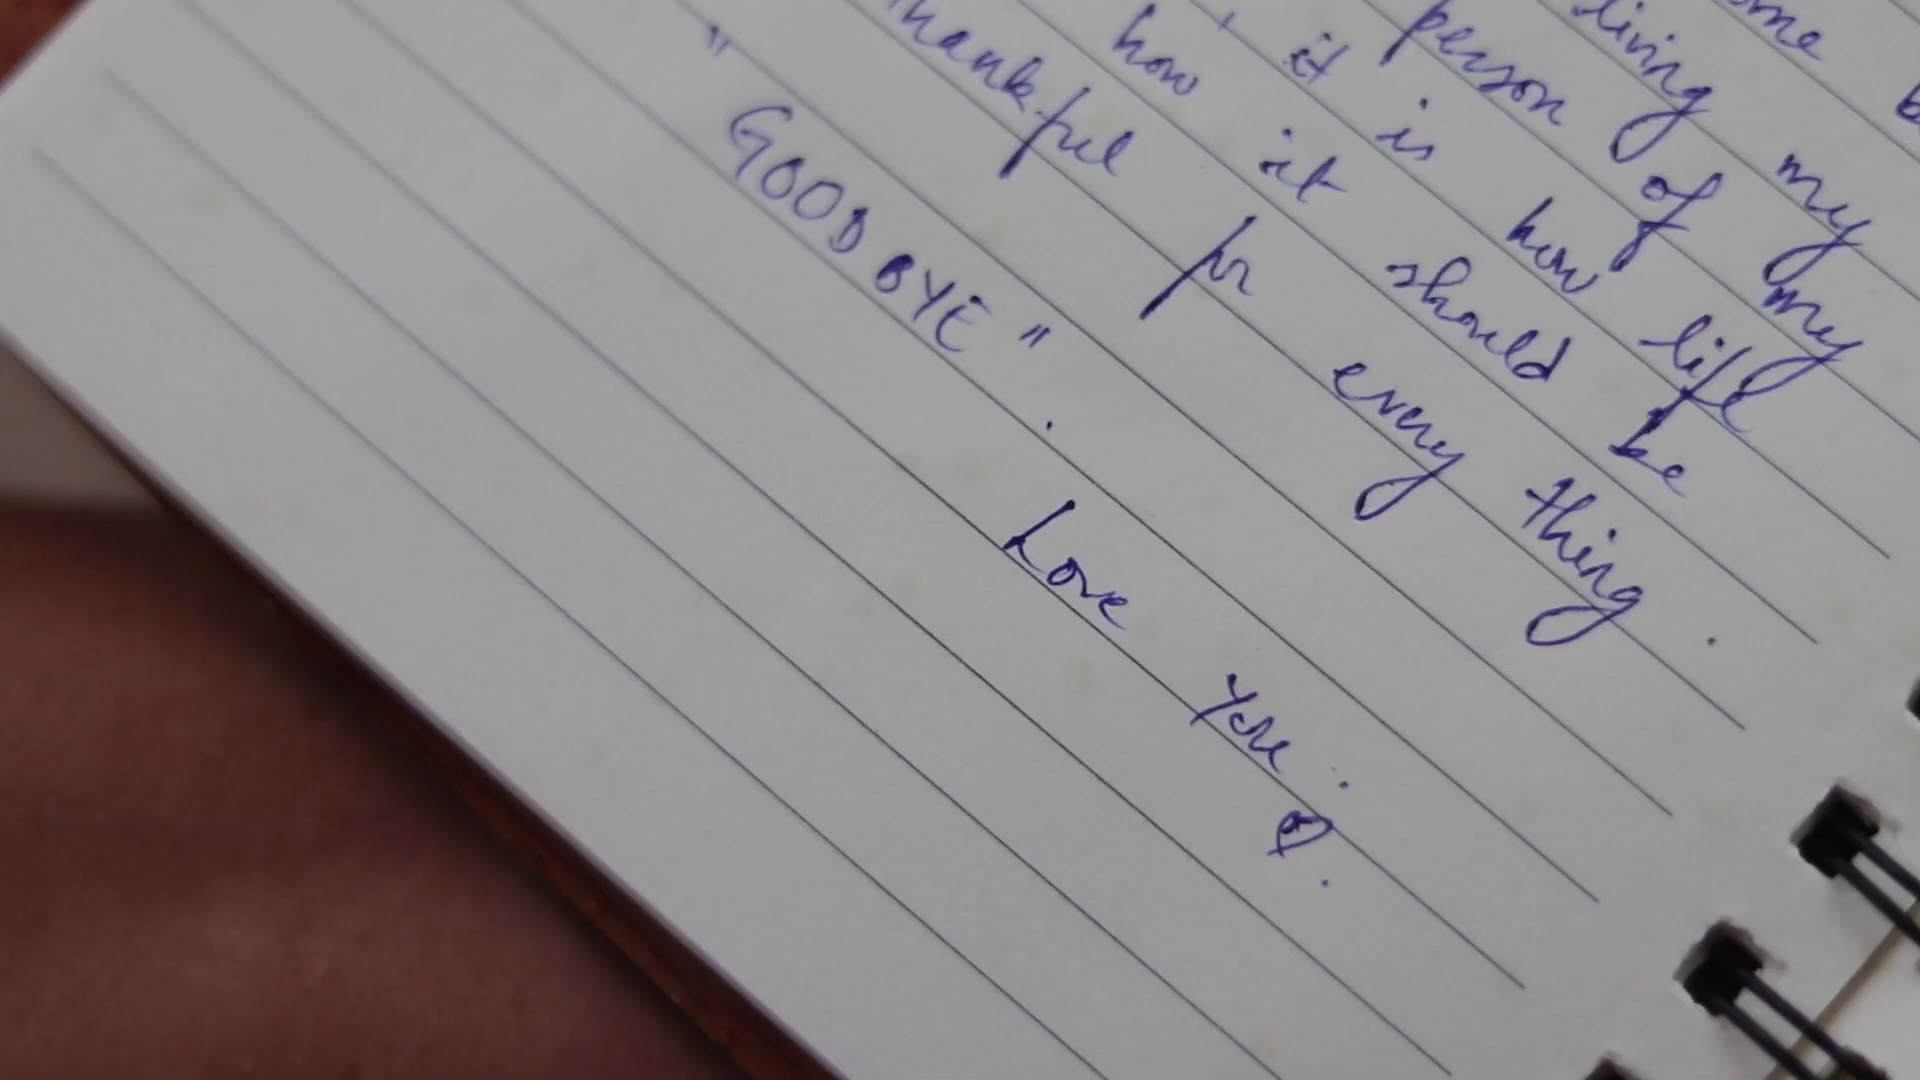 living my
person of my
it is how life
how it should be
thankful for every thing .
" GOODBYE " .
Love you ..